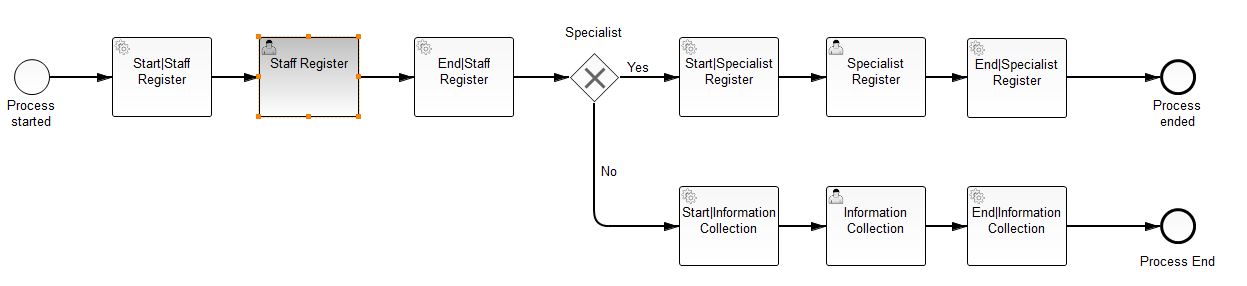 Process
started
Start|Staff
Register
Staff Register
End|Staff
Register
Specialist
Yes
Start|Specialist
Register
Specialist
Register
End|Specialist
Register
Process
ended
No
Start|Information
Collection
Information
Collection
End|Information
Collection
Process End